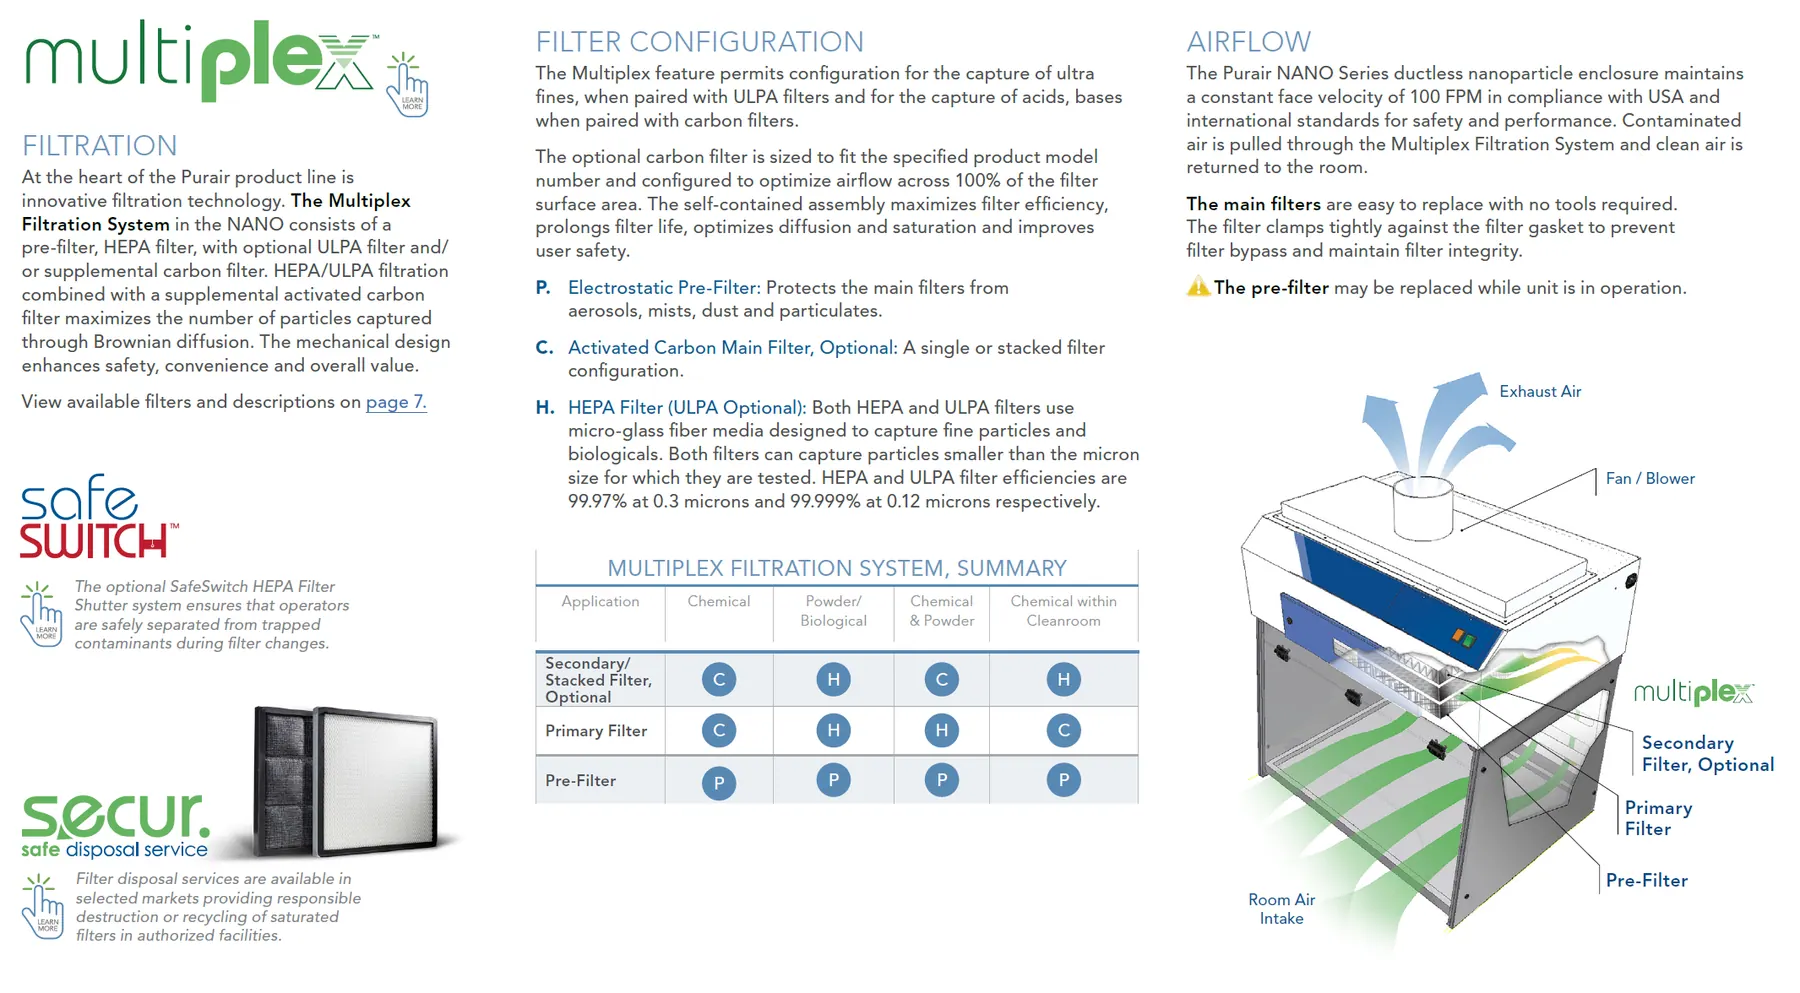 multiplex™
LEARN
MORE
FILTRATION
At the heart of the Purair product line is
innovative filtration technology. The Multiplex
Filtration System in the NANO consists of a
pre-filter, HEPA filter, with optional ULPA filter and/
or supplemental carbon filter. HEPA/ULPA filtration
combined with a supplemental activated carbon
filter maximizes the number of particles captured
through Brownian diffusion. The mechanical design
enhances safety, convenience and overall value.
View available filters and descriptions on page 7.
safe
SWITCH™
LEARN
MORE
The optional SafeSwitch HEPA Filter
Shutter system ensures that operators
are safely separated from trapped
contaminants during filter changes.
secur.
safe disposal service
LEARN
MORE
Filter disposal services are available in
selected markets providing responsible
destruction or recycling of saturated
filters in authorized facilities.
FILTER CONFIGURATION
The Multiplex feature permits configuration for the capture of ultra
fines, when paired with ULPA filters and for the capture of acids, bases
when paired with carbon filters.
The optional carbon filter is sized to fit the specified product model
number and configured to optimize airflow across 100% of the filter
surface area. The self-contained assembly maximizes filter efficiency,
prolongs filter life, optimizes diffusion and saturation and improves
user safety.
P. Electrostatic Pre-Filter: Protects the main filters from
aerosols, mists, dust and particulates.
C. Activated Carbon Main Filter, Optional: A single or stacked filter
configuration.
H. HEPA Filter (ULPA Optional): Both HEPA and ULPA filters use
micro-glass fiber media designed to capture fine particles and
biologicals. Both filters can capture particles smaller than the micron
size for which they are tested. HEPA and ULPA filter efficiencies are
99.97% at 0.3 microns and 99.999% at 0.12 microns respectively.
MULTIPLEX FILTRATION SYSTEM, SUMMARY
Application Chemical Powder/ Chemical Chemical within
Biological & Powder Cleanroom
Secondary/
Stacked Filter, C H C H
Optional
Primary Filter C H H C
Pre-Filter P P P P
AIRFLOW
The Purair NANO Series ductless nanoparticle enclosure maintains
a constant face velocity of 100 FPM in compliance with USA and
international standards for safety and performance. Contaminated
air is pulled through the Multiplex Filtration System and clean air is
returned to the room.
The main filters are easy to replace with no tools required.
The filter clamps tightly against the filter gasket to prevent
filter bypass and maintain filter integrity.
The pre-filter may be replaced while unit is in operation.
Exhaust Air
Fan / Blower
multiplex
Secondary
Filter, Optional
Primary
Filter
Pre-Filter
Room Air
Intake